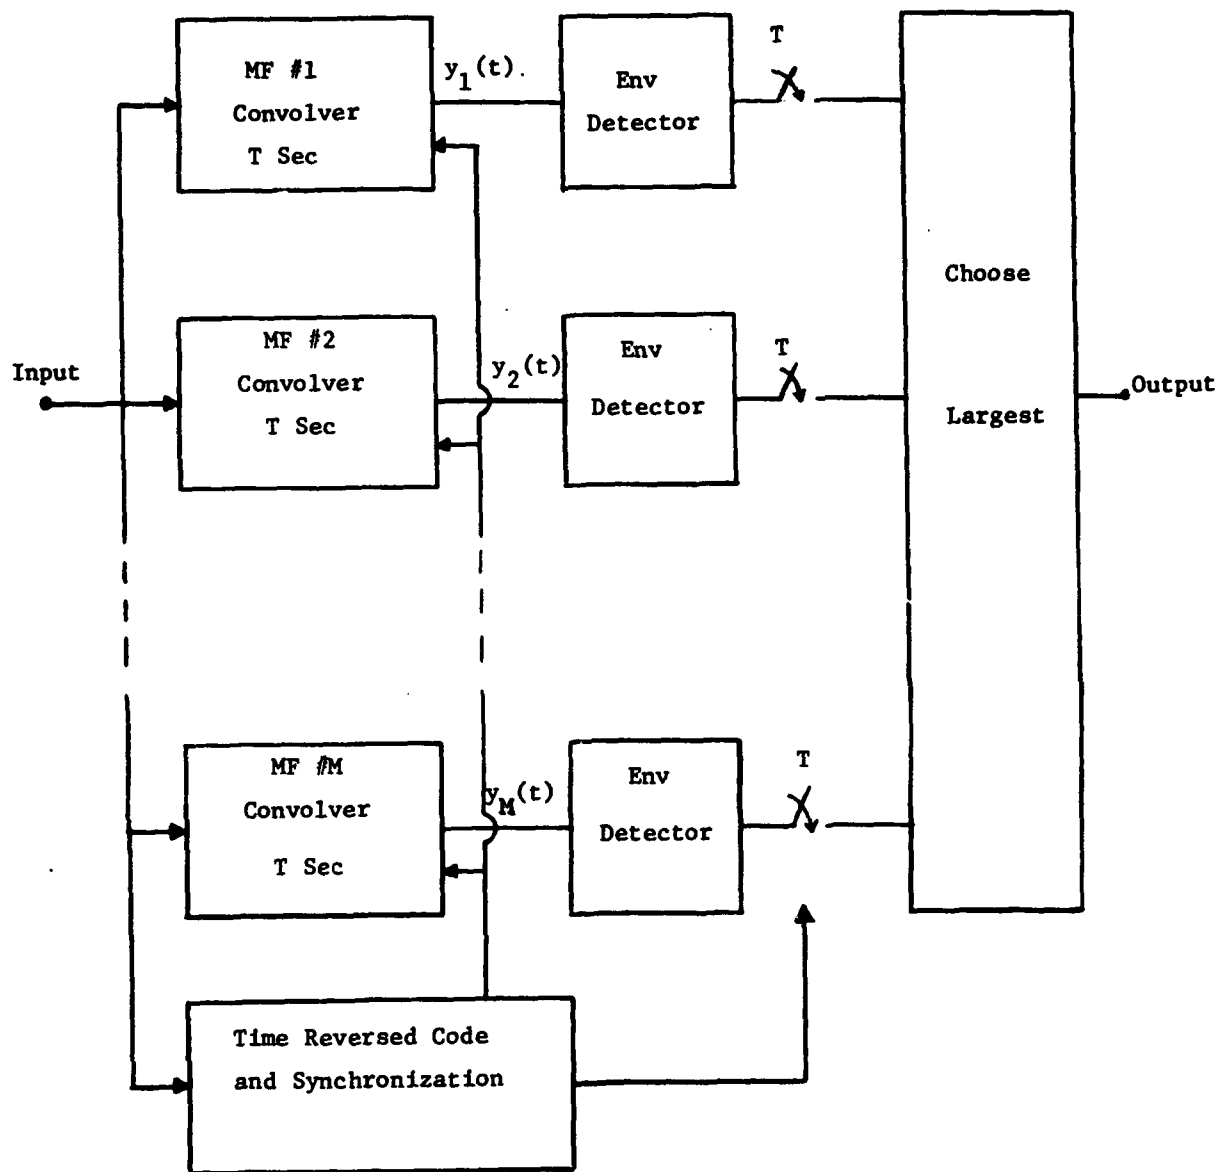 MF #1
Convolver
T Sec
y1(t).
Env
Detector
T
Input
MF #2
Convolver
T Sec
y2(t)
Env
Detector
T
Choose
Largest
Output
MF #M
Convolver
T Sec
yM(t)
Env
Detector
T
Time Reversed Code
and Synchronization